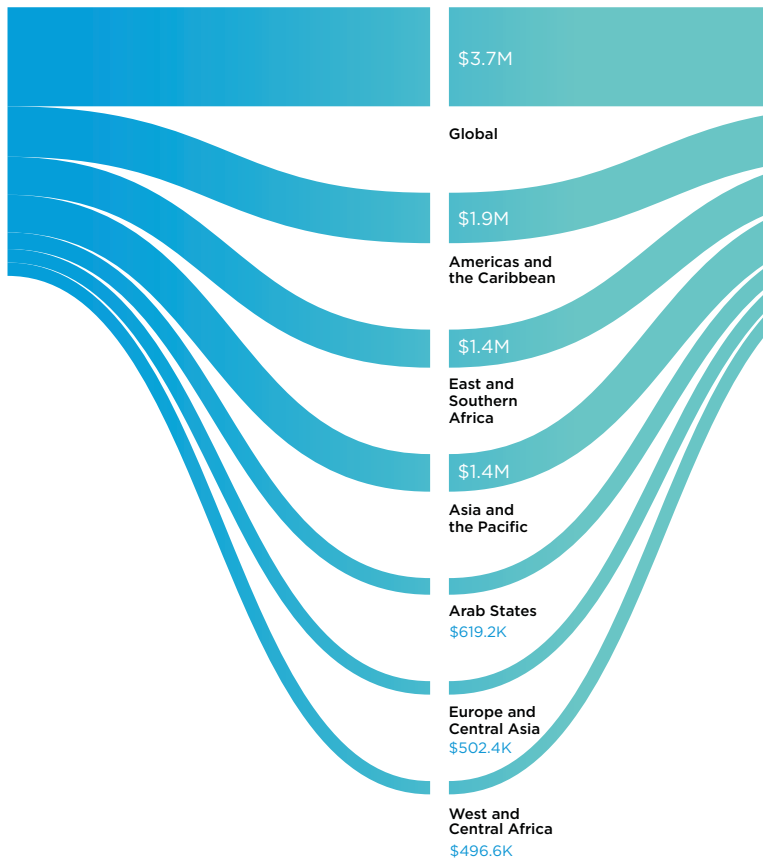 $3.7M
Global
$1.9M
Americas and
the Caribbean
$1.4M
East and
Southern
Africa
$1.4M
Asia and
the Pacific
Arab States
$619.2K
Europe and
Central Asia
$502.4K
West and
Central Africa
$496.6K